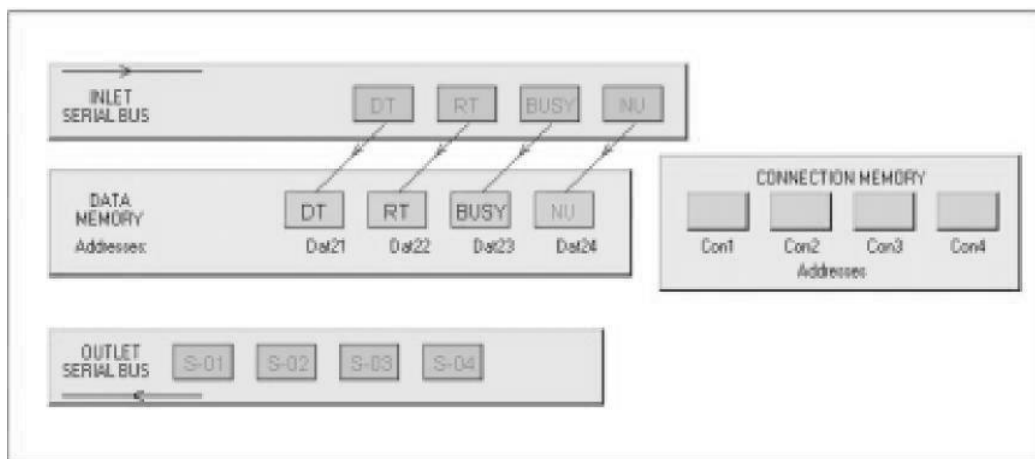 INLET
SERIAL BUS
DT RT BUSY NU
DATA
MEMORY
DT RT BUSY NU
Addresses: Dat21 Dat22 Dat23 Dat24
CONNECTION MEMORY
Con1 Con2 Con3 Con4
Addresses
OUTLET
SERIAL BUS
S-01 S-02 S-03 S-04